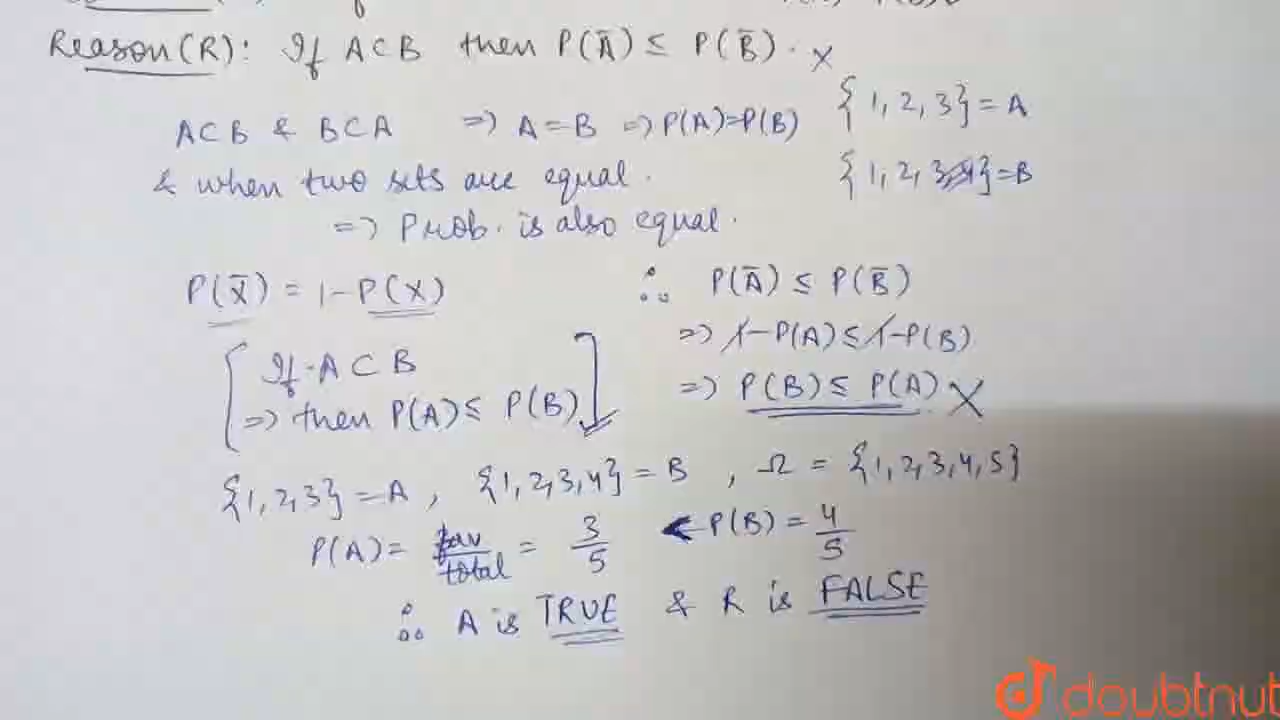 Reason (R): If A⊂B then P(Ā) ≤ P(B̄). ×
A⊂B & B⊂A ⇒ A=B ⇒ P(A)=P(B)
{1, 2, 3} = A
& when two sets are equal.
{1, 2, 3} = B
⇒ Prob. is also equal.
P(X̄) = 1 - P(X)
∴ P(Ā) ≤ P(B̄)
⇒ 1 - P(A) ≤ 1 - P(B)
If A ⊂ B
⇒ then P(A) ≤ P(B)
⇒ P(B) ≤ P(A) ×
{1, 2, 3} = A, {1, 2, 3, 4} = B, Ω = {1, 2, 3, 4, 5}
P(A) = fav/total = 3/5 < P(B) = 4/5
∴ A is TRUE & R is FALSE
doubtnut